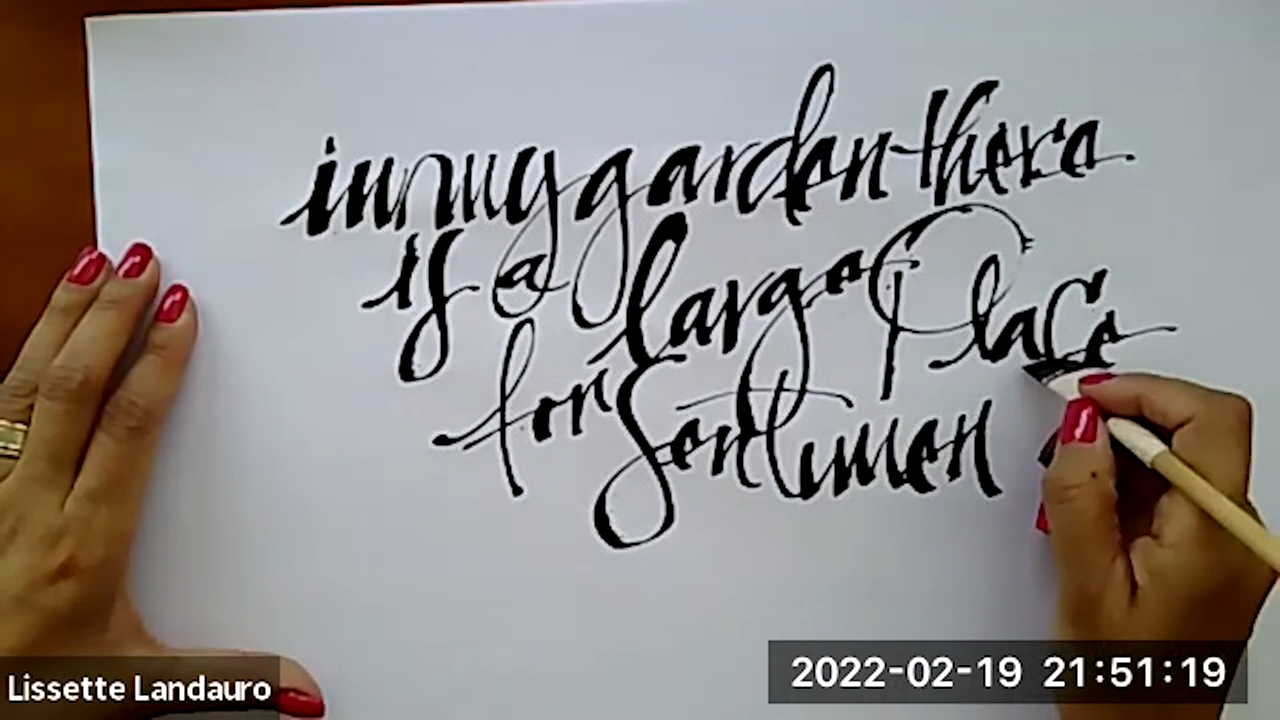 in my garden there
is a large place
for sentimen
Lissette Landauro
2022-02-19 21:51:19